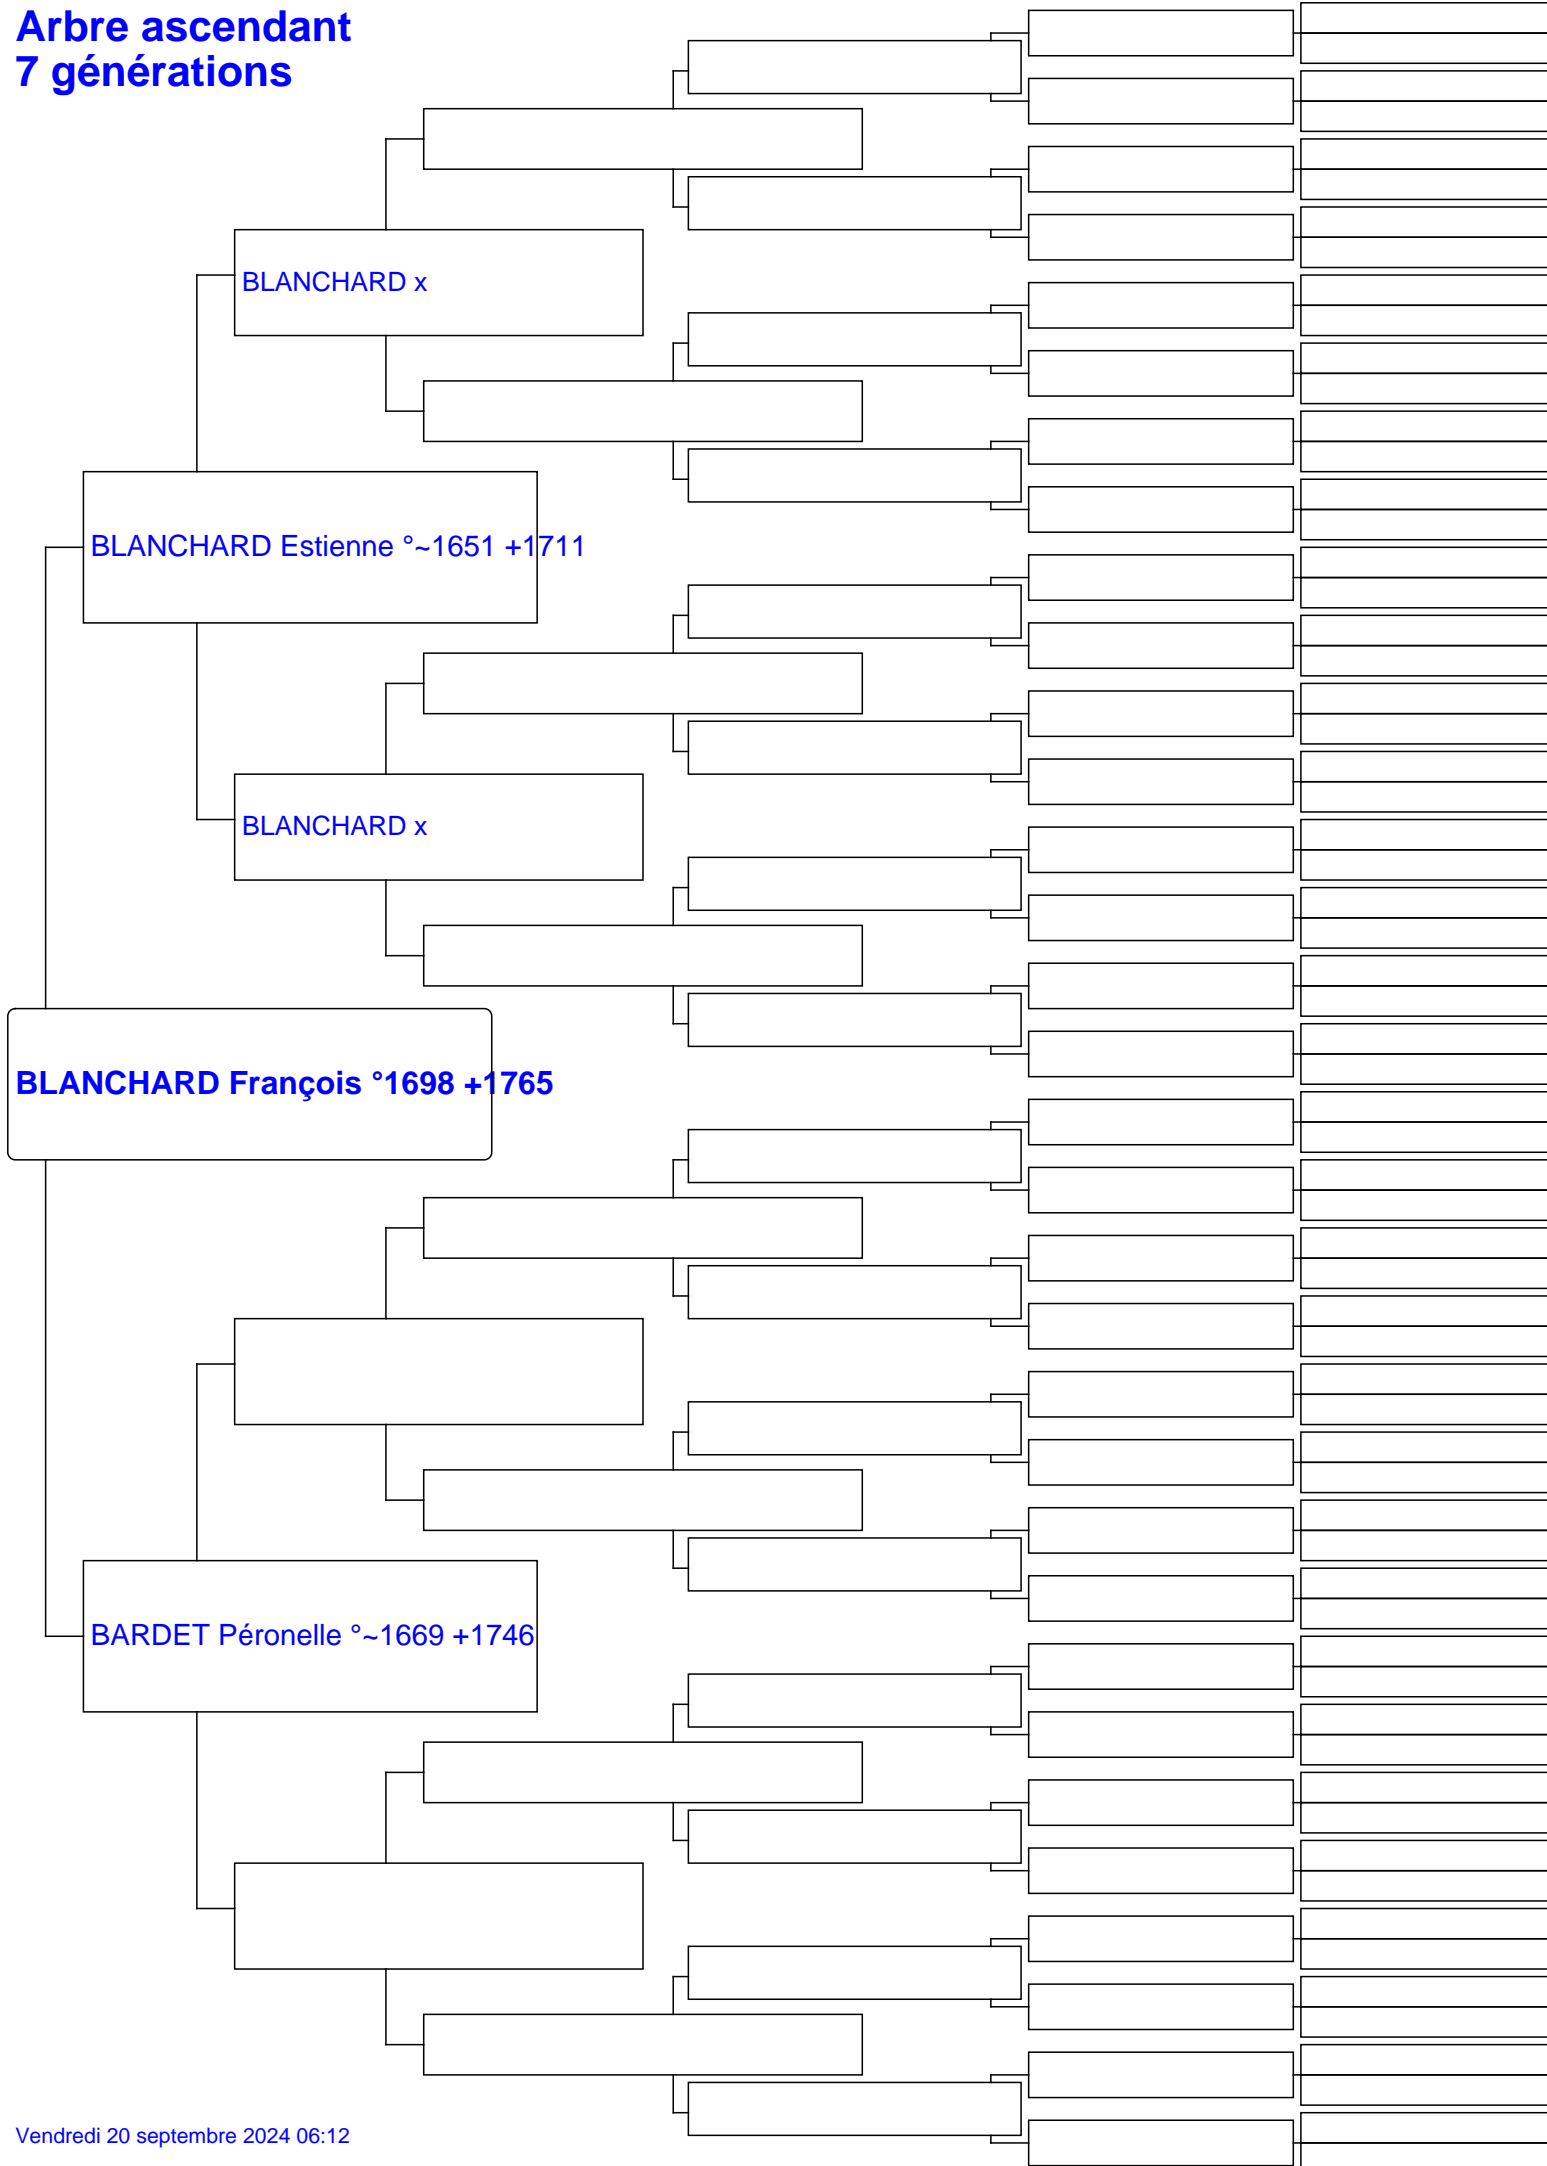 Arbre ascendant
7 générations
BLANCHARD x
BLANCHARD Estienne °~1651 +1711
BLANCHARD x
BLANCHARD François °1698 +1765
BARDET Péronelle °~1669 +1746
Vendredi 20 septembre 2024 06:12